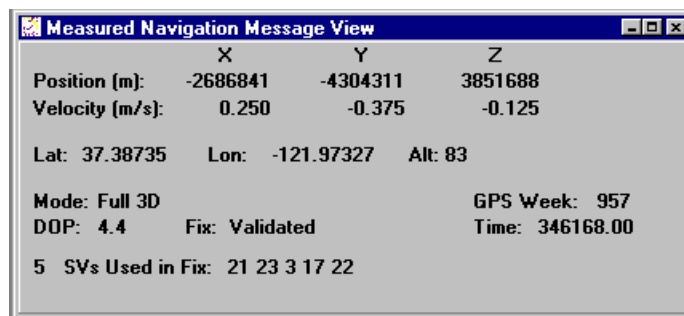 Measured Navigation Message View
X Y Z
Position (m): -2686841 -4304311 3851688
Velocity (m/s): 0.250 -0.375 -0.125
Lat: 37.38735 Lon: -121.97327 Alt: 83
Mode: Full 3D GPS Week: 957
DOP: 4.4 Fix: Validated Time: 346168.00
5 SVs Used in Fix: 21 23 3 17 22